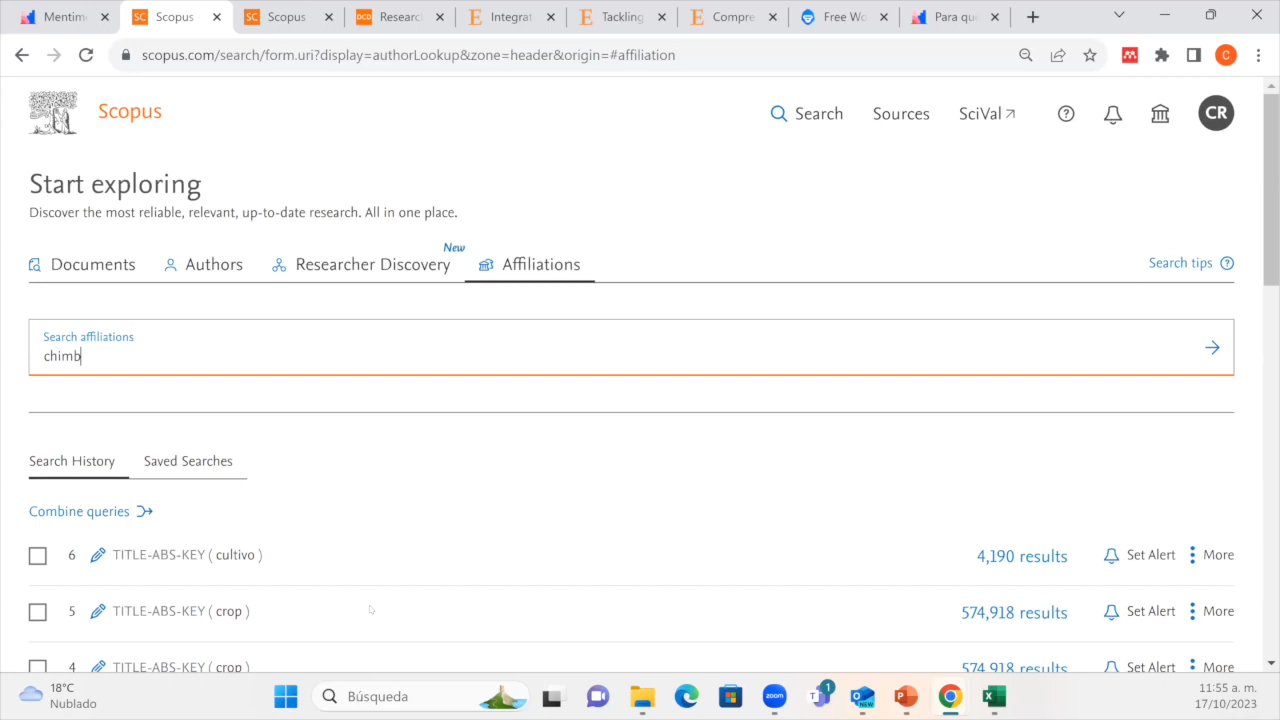 Mentime
Scopus
Scopus
Researc
Integrat
Tackling
Compre
Free Wo
Para qu
scopus.com/search/form.uri?display=authorLookup&zone=header&origin=#affiliation
C
Scopus
Search
Sources
SciVal
CR
Start exploring
Discover the most reliable, relevant, up-to-date research. All in one place.
New
Documents
Authors
Researcher Discovery
Affiliations
Search tips
Search affiliations
chimb
Search History
Saved Searches
Combine queries
6 TITLE-ABS-KEY ( cultivo ) 4,190 results Set Alert More
5 TITLE-ABS-KEY ( crop ) 574,918 results Set Alert More
4 TITLE-ABS-KEY ( crop ) 574,918 results Set Alert More
18°C
Nublado
Búsqueda
11:55 a. m.
17/10/2023